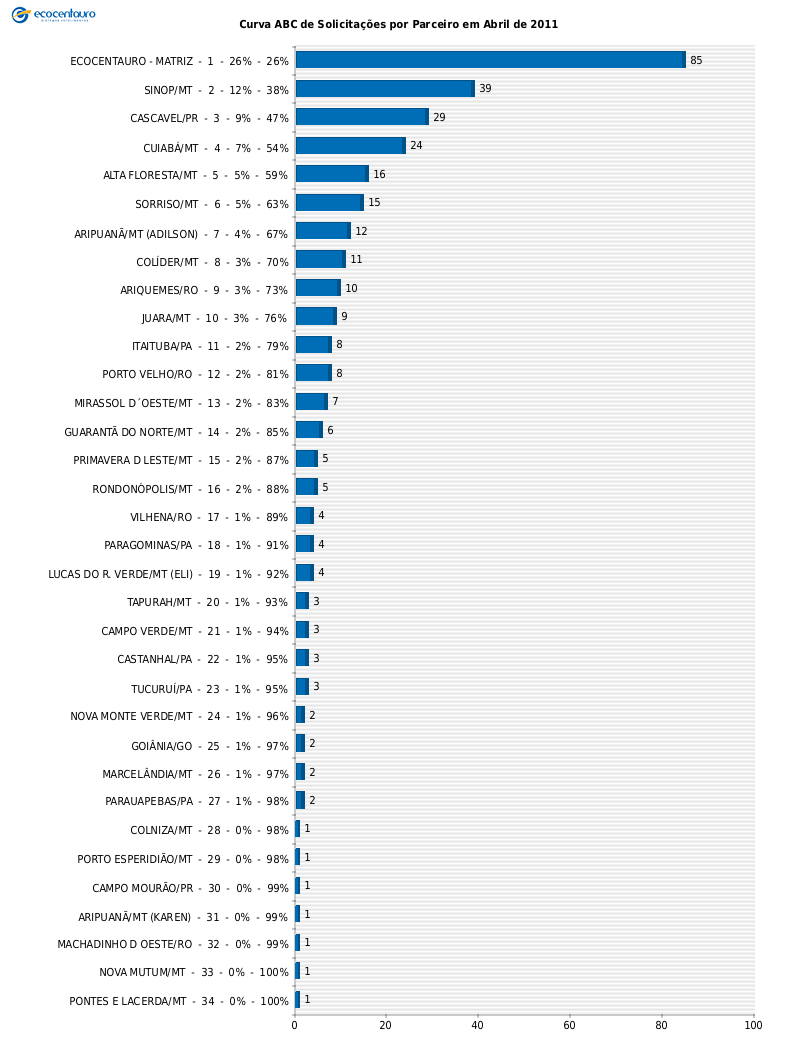 ecocentauro
Curva ABC de Solicitações por Parceiro em Abril de 2011
ECOCENTAURO - MATRIZ - 1 - 26% - 26% 85
SINOP/MT - 2 - 12% - 38% 39
CASCAVEL/PR - 3 - 9% - 47% 29
CUIABÁ/MT - 4 - 7% - 54% 24
ALTA FLORESTA/MT - 5 - 5% - 59% 16
SORRISO/MT - 6 - 5% - 63% 15
ARIPUANÃ/MT (ADILSON) - 7 - 4% - 67% 12
COLÍDER/MT - 8 - 3% - 70% 11
ARIQUEMES/RO - 9 - 3% - 73% 10
JUARA/MT - 10 - 3% - 76% 9
ITAITUBA/PA - 11 - 2% - 79% 8
PORTO VELHO/RO - 12 - 2% - 81% 8
MIRASSOL D´OESTE/MT - 13 - 2% - 83% 7
GUARANTÃ DO NORTE/MT - 14 - 2% - 85% 6
PRIMAVERA D LESTE/MT - 15 - 2% - 87% 5
RONDONÓPOLIS/MT - 16 - 2% - 88% 5
VILHENA/RO - 17 - 1% - 89% 4
PARAGOMINAS/PA - 18 - 1% - 91% 4
LUCAS DO R. VERDE/MT (ELI) - 19 - 1% - 92% 4
TAPURAH/MT - 20 - 1% - 93% 3
CAMPO VERDE/MT - 21 - 1% - 94% 3
CASTANHAL/PA - 22 - 1% - 95% 3
TUCURUÍ/PA - 23 - 1% - 95% 3
NOVA MONTE VERDE/MT - 24 - 1% - 96% 2
GOIÂNIA/GO - 25 - 1% - 97% 2
MARCELÂNDIA/MT - 26 - 1% - 97% 2
PARAUAPEBAS/PA - 27 - 1% - 98% 2
COLNIZA/MT - 28 - 0% - 98% 1
PORTO ESPERIDIÃO/MT - 29 - 0% - 98% 1
CAMPO MOURÃO/PR - 30 - 0% - 99% 1
ARIPUANÃ/MT (KAREN) - 31 - 0% - 99% 1
MACHADINHO D OESTE/RO - 32 - 0% - 99% 1
NOVA MUTUM/MT - 33 - 0% - 100% 1
PONTES E LACERDA/MT - 34 - 0% - 100% 1
0 20 40 60 80 100